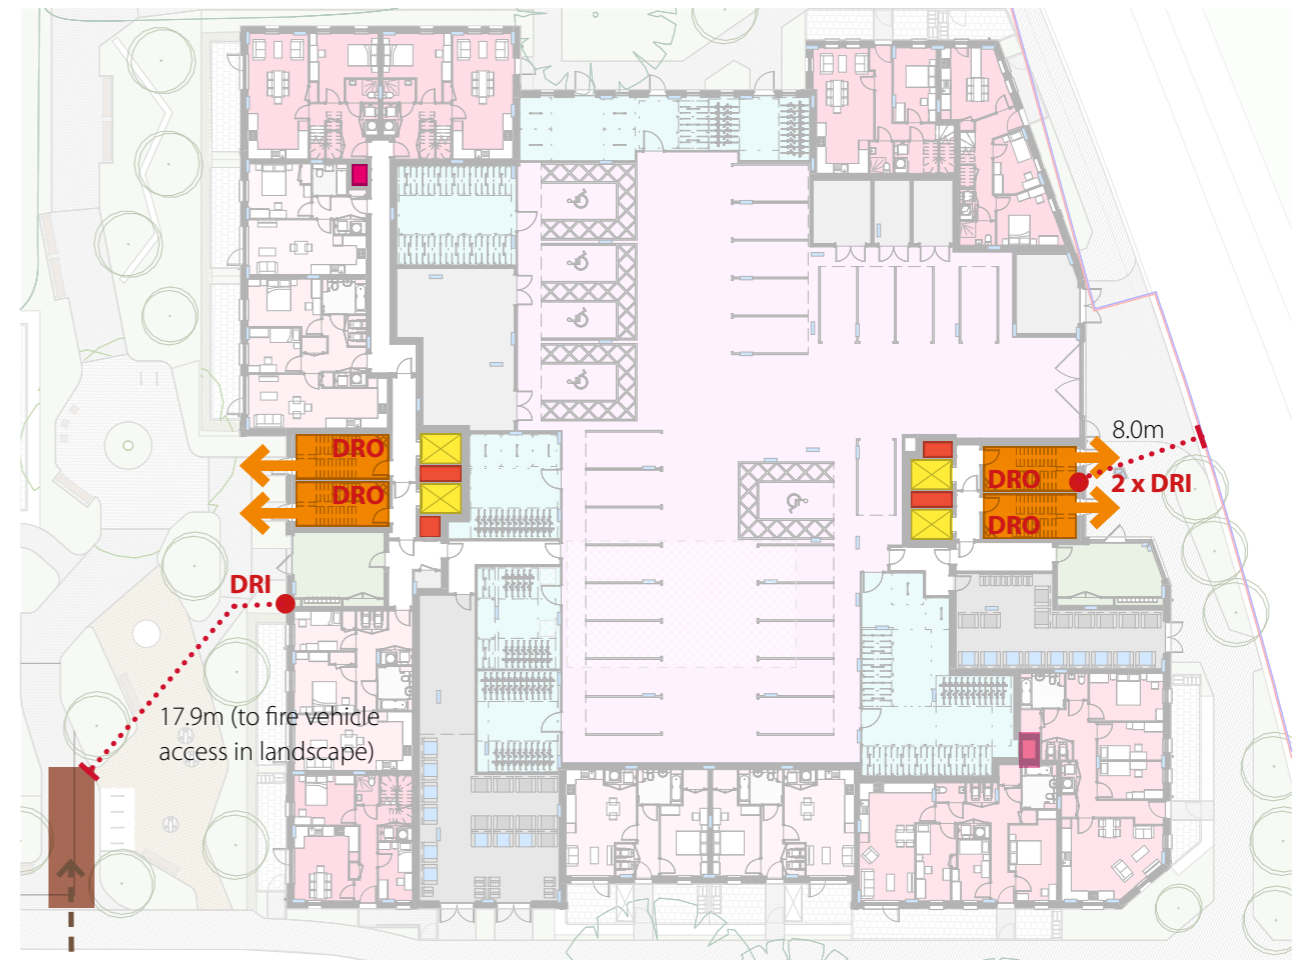 DRO
8.0m
DRO
2 x DRI
DRO
DRO
DRI
17.9m (to fire vehicle
access in landscape)